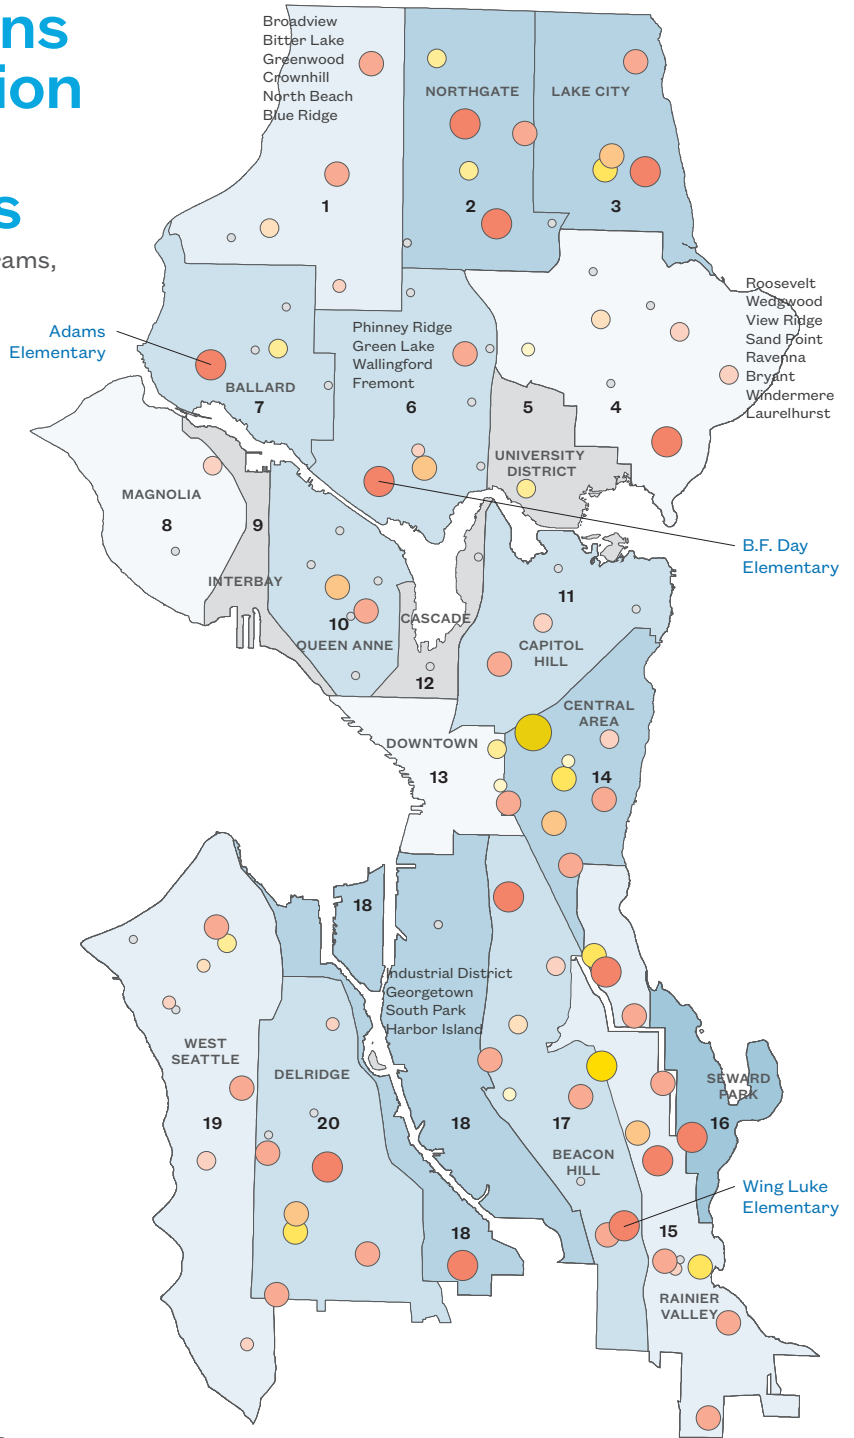 ns
ion
s
rams,
Broadview
Bitter Lake
Greenwood
Crownhill
North Beach
Blue Ridge
NORTHGATE
LAKE CITY
1
2
3
Roosevelt
Wedgwood
View Ridge
Sand Point
Ravenna
Bryant
Windermere
Laurelhurst
Adams
Elementary
Phinney Ridge
Green Lake
Wallingford
Fremont
BALLARD
7
6
5
4
UNIVERSITY
DISTRICT
MAGNOLIA
8
9
INTERBAY
B.F. Day
Elementary
10
QUEEN ANNE
CASCADE
12
11
CAPITOL
HILL
CENTRAL
AREA
14
DOWNTOWN
13
18
Industrial District
Georgetown
South Park
Harbor Island
WEST
SEATTLE
19
DELRIDGE
20
18
17
BEACON
HILL
SEWARD
PARK
16
Wing Luke
Elementary
18
15
RAINIER
VALLEY